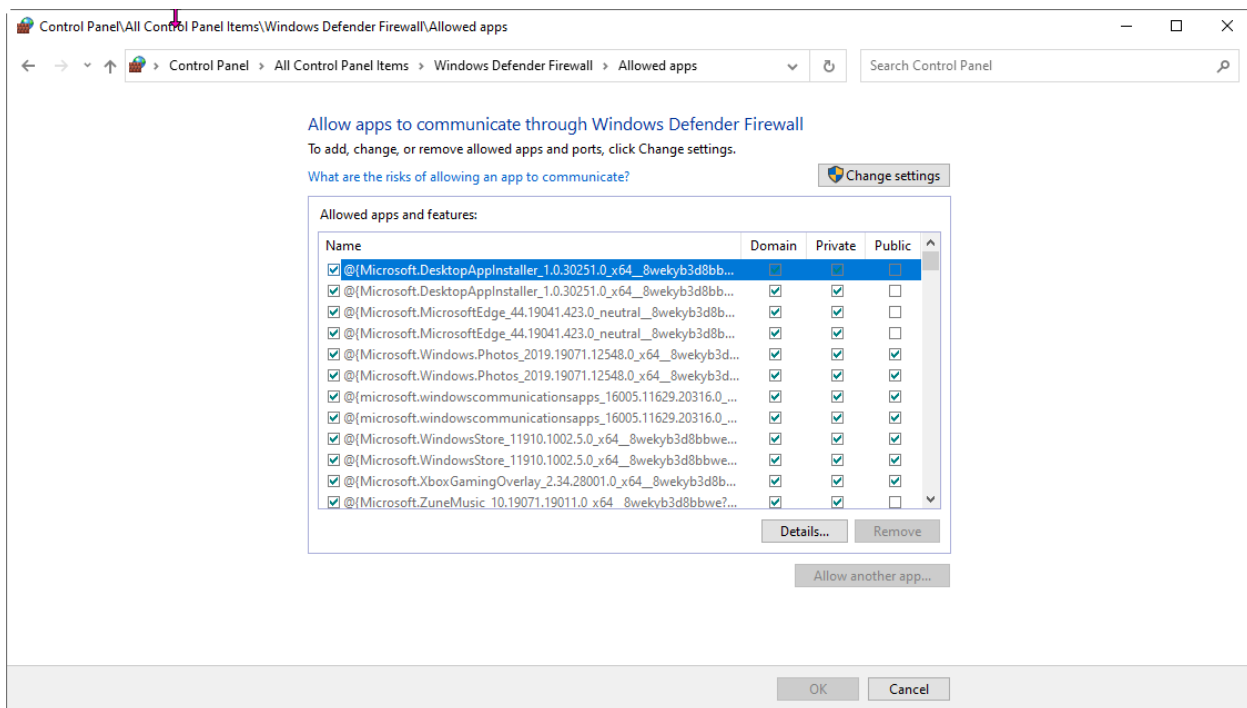 Control Panel\All Control Panel Items\Windows Defender Firewall\Allowed apps
Control Panel > All Control Panel Items > Windows Defender Firewall > Allowed apps
Search Control Panel
Allow apps to communicate through Windows Defender Firewall
To add, change, or remove allowed apps and ports, click Change settings.
What are the risks of allowing an app to communicate?
Change settings
Allowed apps and features:
Name Domain Private Public
@{Microsoft.DesktopAppInstaller_1.0.30251.0_x64__8wekyb3d8bb...
@{Microsoft.DesktopAppInstaller_1.0.30251.0_x64__8wekyb3d8bb...
@{Microsoft.MicrosoftEdge_44.19041.423.0_neutral__8wekyb3d8b...
@{Microsoft.MicrosoftEdge_44.19041.423.0_neutral__8wekyb3d8b...
@{Microsoft.Windows.Photos_2019.19071.12548.0_x64__8wekyb3d...
@{Microsoft.Windows.Photos_2019.19071.12548.0_x64__8wekyb3d...
@{microsoft.windowscommunicationsapps_16005.11629.20316.0_...
@{microsoft.windowscommunicationsapps_16005.11629.20316.0_...
@{Microsoft.WindowsStore_11910.1002.5.0_x64__8wekyb3d8bbwe...
@{Microsoft.WindowsStore_11910.1002.5.0_x64__8wekyb3d8bbwe...
@{Microsoft.XboxGamingOverlay_2.34.28001.0_x64__8wekyb3d8b...
@{Microsoft.ZuneMusic_10.19071.19011.0_x64__8wekyb3d8bbwe?...
Details...
Remove
Allow another app...
OK
Cancel